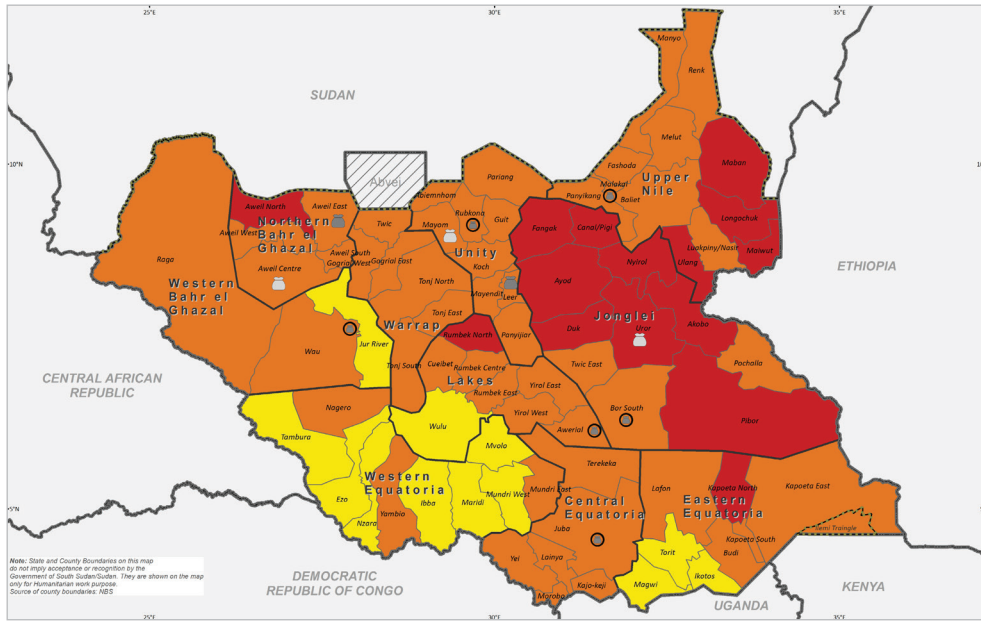 25°E
30°E
35°E
10°N
10°N
5°N
5°N
25°E
30°E
35°E
SUDAN
ETHIOPIA
CENTRAL AFRICAN
REPUBLIC
DEMOCRATIC
REPUBLIC OF CONGO
UGANDA
KENYA
Abyei
Manyo
Renk
Melut
Maban
Fashoda
Malakal
Panyikang
Baliet
Upper
Nile
Longochuk
Luakpiny/Nasir
Maiwut
Ulang
Pariang
Abiemnhom
Rubkona
Guit
Mayom
Unity
Koch
Mayendit
Leer
Panyijiar
Aweil North
Aweil East
Northern
Bahr el
Ghazal
Aweil West
Aweil South
Aweil Centre
Twic
Gogrial West
Gogrial East
Tonj North
Tonj East
Warrap
Tonj South
Raga
Western
Bahr el
Ghazal
Wau
Jur River
Fangak
Canal/Pigi
Nyirol
Ayod
Duk
Jonglei
Uror
Akobo
Twic East
Pochalla
Bor South
Pibor
Rumbek North
Cueibet
Rumbek Centre
Lakes
Rumbek East
Yirol East
Yirol West
Awerial
Wulu
Nagero
Tambura
Mvolo
Western
Equatoria
Ezo
Nzara
Yambio
Ibba
Maridi
Mundri West
Mundri East
Terekeka
Central
Equatoria
Juba
Yei
Lainya
Morobo
Kajo-keji
Lafon
Kapoeta North
Eastern
Equatoria
Kapoeta East
Kapoeta South
Budi
Torit
Ikotos
Magwi
Ilemi Traingle
Note: State and County Boundaries on this map
do not imply acceptance or recognition by the
Government of South Sudan/Sudan. They are shown on the map
only for Humanitarian work purpose.
Source of county boundaries: NBS